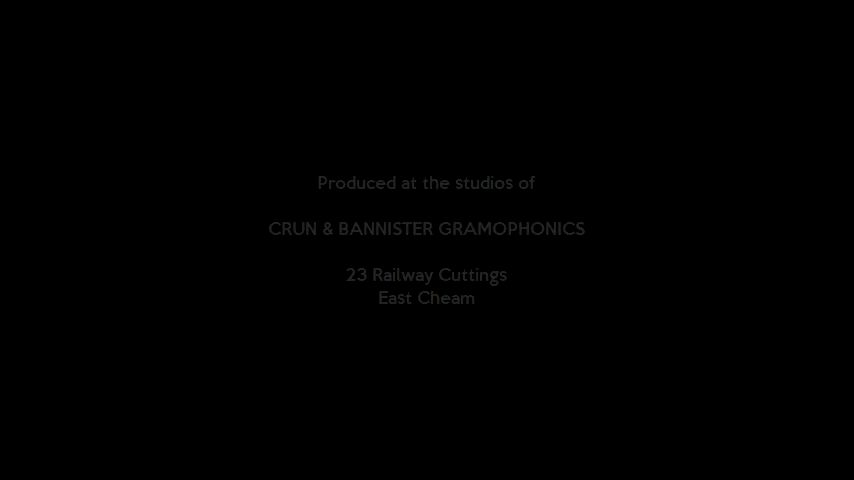 Produced at the studios of
CRUN & BANNISTER GRAMOPHONICS
23 Railway Cuttings
East Cheam